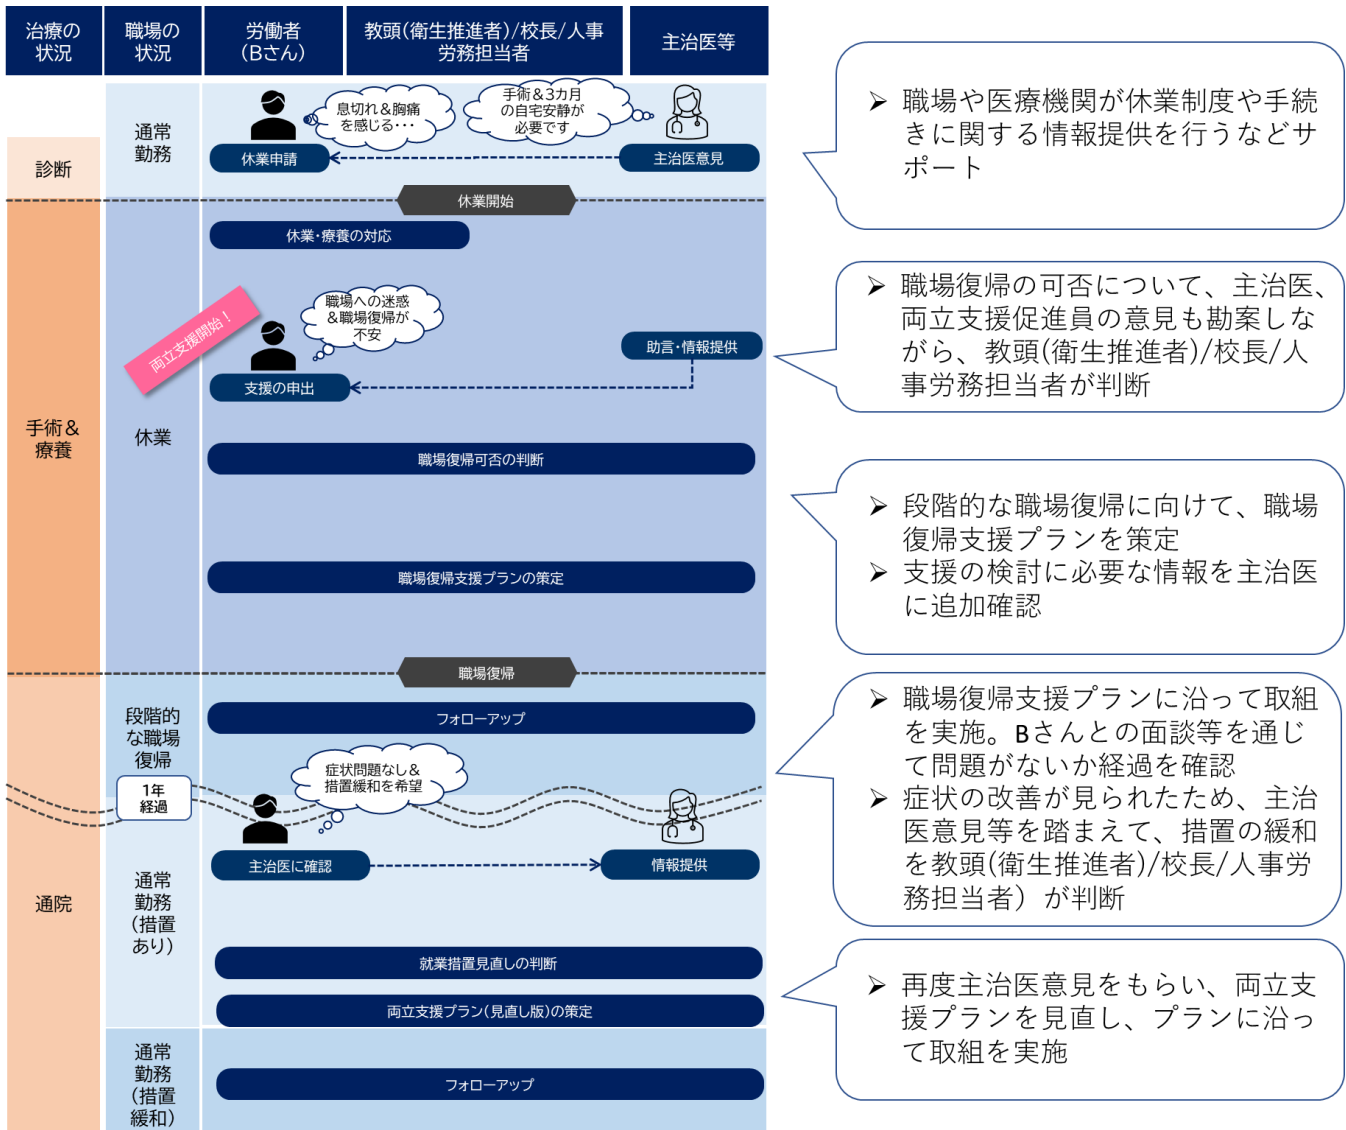 治療の
状況
職場の
状況
労働者
（Bさん）
教頭(衛生推進者)/校長/人事
労務担当者
主治医等
診断
通常
勤務
息切れ＆胸痛
を感じる・・・
手術＆3カ月
の自宅安静が
必要です
休業申請
主治医意見
➢ 職場や医療機関が休業制度や手続
きに関する情報提供を行うなどサ
ポート
休業開始
手術＆
療養
休業
休業・療養の対応
両立支援開始！
職場への迷惑
＆職場復帰が
不安
支援の申出
助言・情報提供
➢ 職場復帰の可否について、主治医、
両立支援促進員の意見も勘案しな
がら、教頭(衛生推進者)/校長/人
事労務担当者が判断
職場復帰可否の判断
職場復帰支援プランの策定
➢ 段階的な職場復帰に向けて、職場
復帰支援プランを策定
➢ 支援の検討に必要な情報を主治医
に追加確認
職場復帰
通院
段階的
な職場
復帰
フォローアップ
1年
経過
症状問題なし＆
措置緩和を希望
➢ 職場復帰支援プランに沿って取組
を実施。Bさんとの面談等を通じ
て問題がないか経過を確認
➢ 症状の改善が見られたため、主治
医意見等を踏まえて、措置の緩和
を教頭(衛生推進者)/校長/人事労
務担当者）が判断
通常
勤務
（措置
あり）
主治医に確認
情報提供
就業措置見直しの判断
両立支援プラン（見直し版）の策定
➢ 再度主治医意見をもらい、両立支
援プランを見直し、プランに沿っ
て取組を実施
通常
勤務
（措置
緩和）
フォローアップ